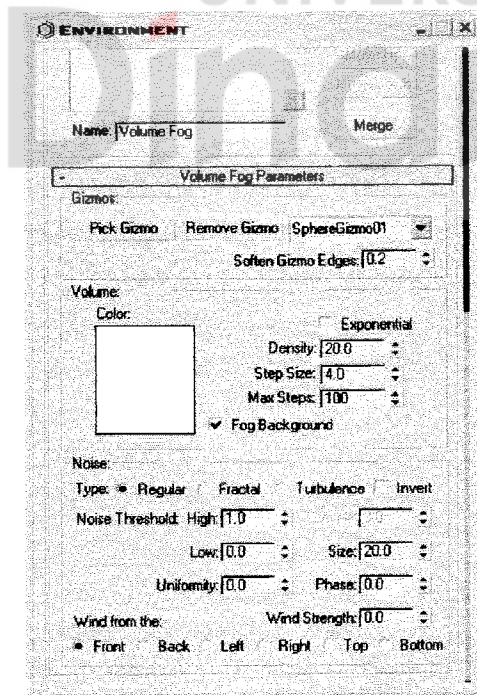 UNIVERS
Dina
ENVIRONMENT
Name: Volume Fog
Merge
- Volume Fog Parameters
Gizmos:
Pick Gizmo Remove Gizmo SphereGizmo01
Soften Gizmo Edges: 0.2
Volume:
Color:
Exponential
Density: 20.0
Step Size: 4.0
Max Steps: 100
Fog Background
Noise:
Type: Regular Fractal Turbulence Invert
Noise Threshold: High: 1.0
Low: 0.0 Size: 20.0
Uniformity: 0.0 Phase: 0.0
Wind from the: Wind Strength: 0.0
Front Back Left Right Top Bottom